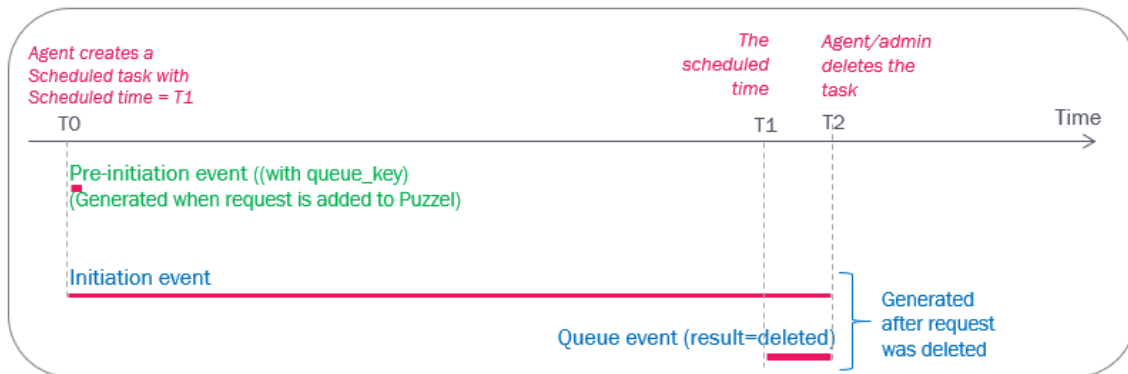 Agent creates a
Scheduled task with
Scheduled time = T1
The
scheduled
time
Agent/admin
deletes the
task
T0
T1
T2
Time
Pre-initiation event ((with queue_key)
(Generated when request is added to Puzzel)
Initiation event
Queue event (result=deleted)
Generated
after request
was deleted